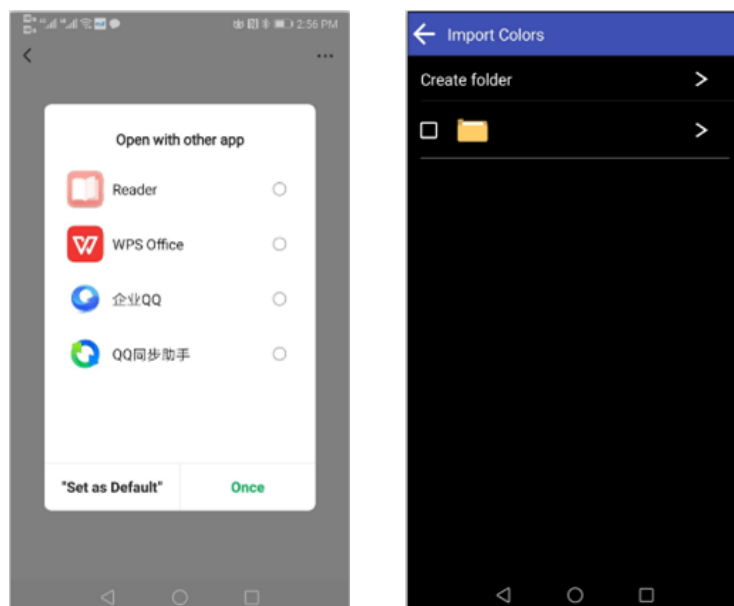 2:56 PM
Open with other app
Reader
WPS Office
企业QQ
QQ同步助手
"Set as Default"
Once
Import Colors
Create folder